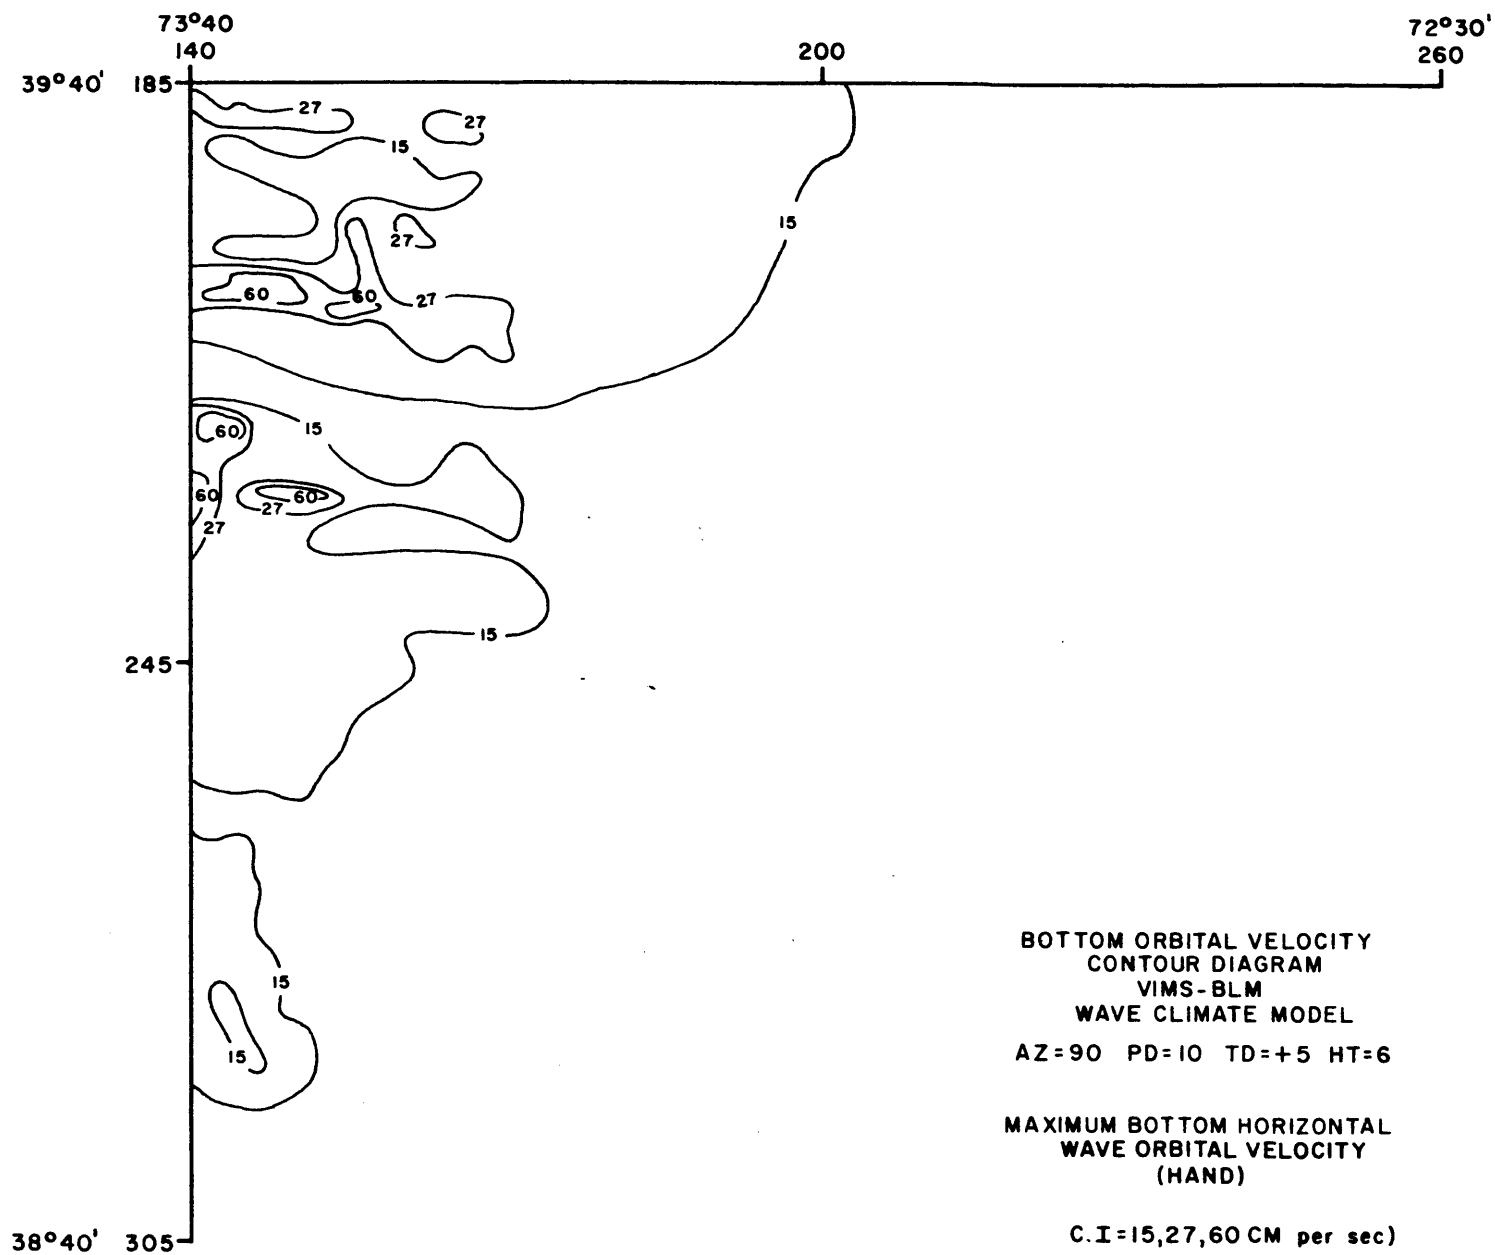 73°40 72°30'
140 200 260
39°40' 185
27
27
15
15
27
60
60
27
60
15
60
60
27
27
15
245
15
15
BOTTOM ORBITAL VELOCITY
CONTOUR DIAGRAM
VIMS-BLM
WAVE CLIMATE MODEL
AZ=90 PD=10 TD=+5 HT=6
MAXIMUM BOTTOM HORIZONTAL
WAVE ORBITAL VELOCITY
(HAND)
C.I=15,27,60 CM per sec)
38°40' 305